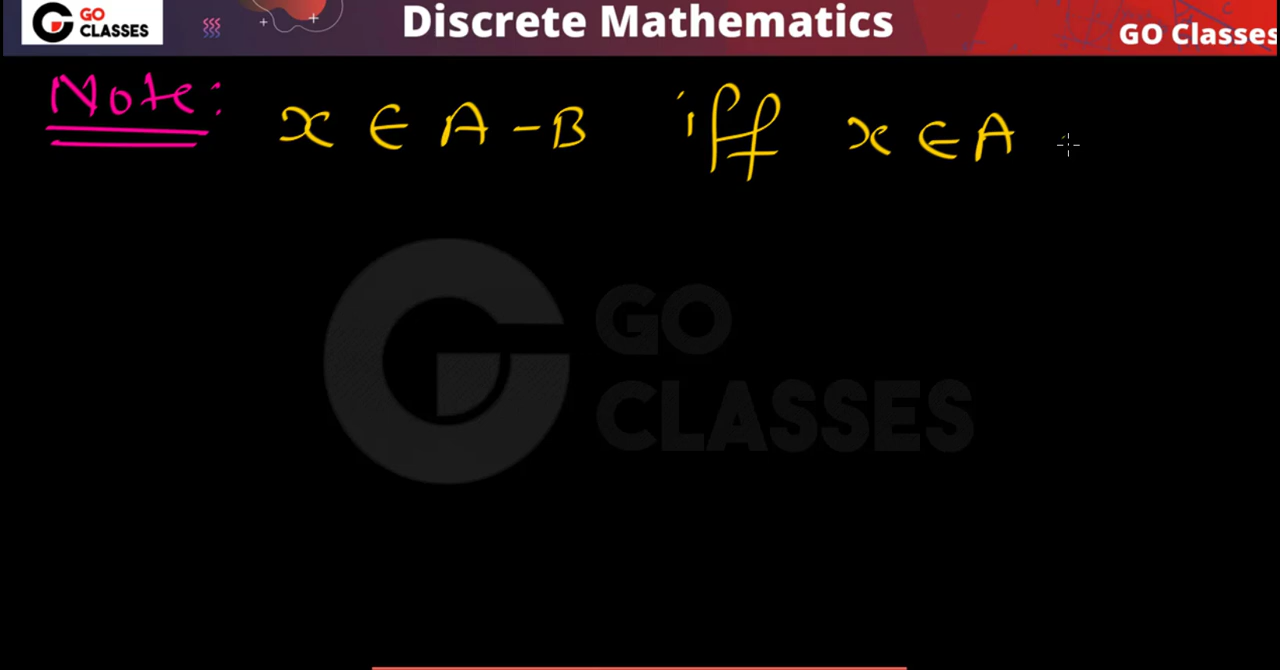 GO
CLASSES
Discrete Mathematics
GO Classes
Note: x ∈ A - B iff x ∈ A
GO
CLASSES